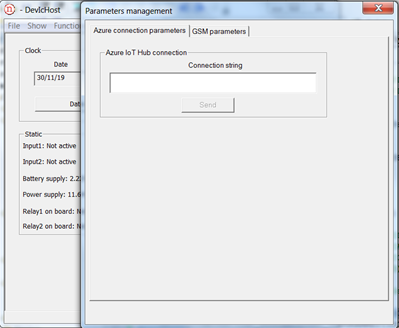 - DevIcHost
File Show Function
Clock
Date
30/11/19
Static
Input1: Not active
Input2: Not active
Battery supply: 2.2
Power supply: 11.6
Relay1 on board:
Relay2 on board:
Parameters management
Azure connection parameters GSM parameters
Azure IoT Hub connection
Connection string
Send